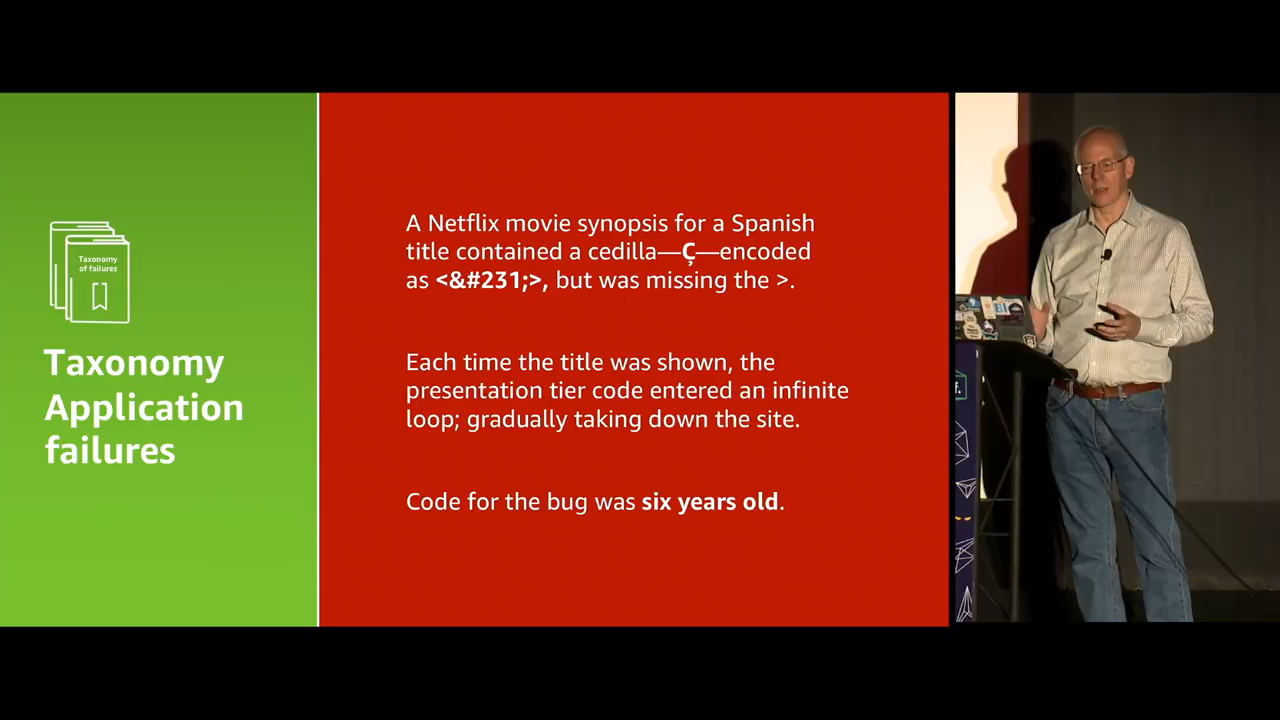 Taxonomy
of failures
Taxonomy
Application
failures
A Netflix movie synopsis for a Spanish
title contained a cedilla—Ç—encoded
as <&#231;>, but was missing the >.
Each time the title was shown, the
presentation tier code entered an infinite
loop; gradually taking down the site.
Code for the bug was six years old.
f.